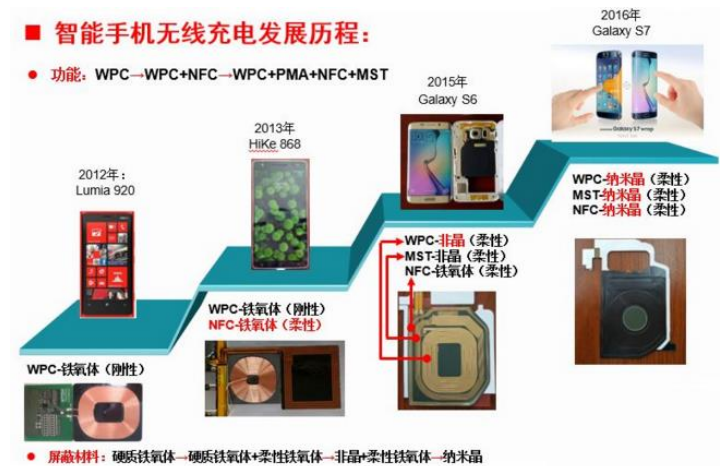 ■ 智能手机无线充电发展历程：
● 功能：WPC→WPC+NFC→WPC+PMA+NFC+MST
2016年
Galaxy S7
2015年
Galaxy S6
2013年
HiKe 868
2012年：
Lumia 920
WPC-纳米晶（柔性）
MST-纳米晶（柔性）
NFC-纳米晶（柔性）
WPC-非晶（柔性）
MST-非晶（柔性）
NFC-铁氧体（柔性）
WPC-铁氧体（刚性）
NFC-铁氧体（柔性）
WPC-铁氧体（刚性）
● 屏蔽材料：硬质铁氧体→硬质铁氧体+柔性铁氧体→非晶+柔性铁氧体→纳米晶